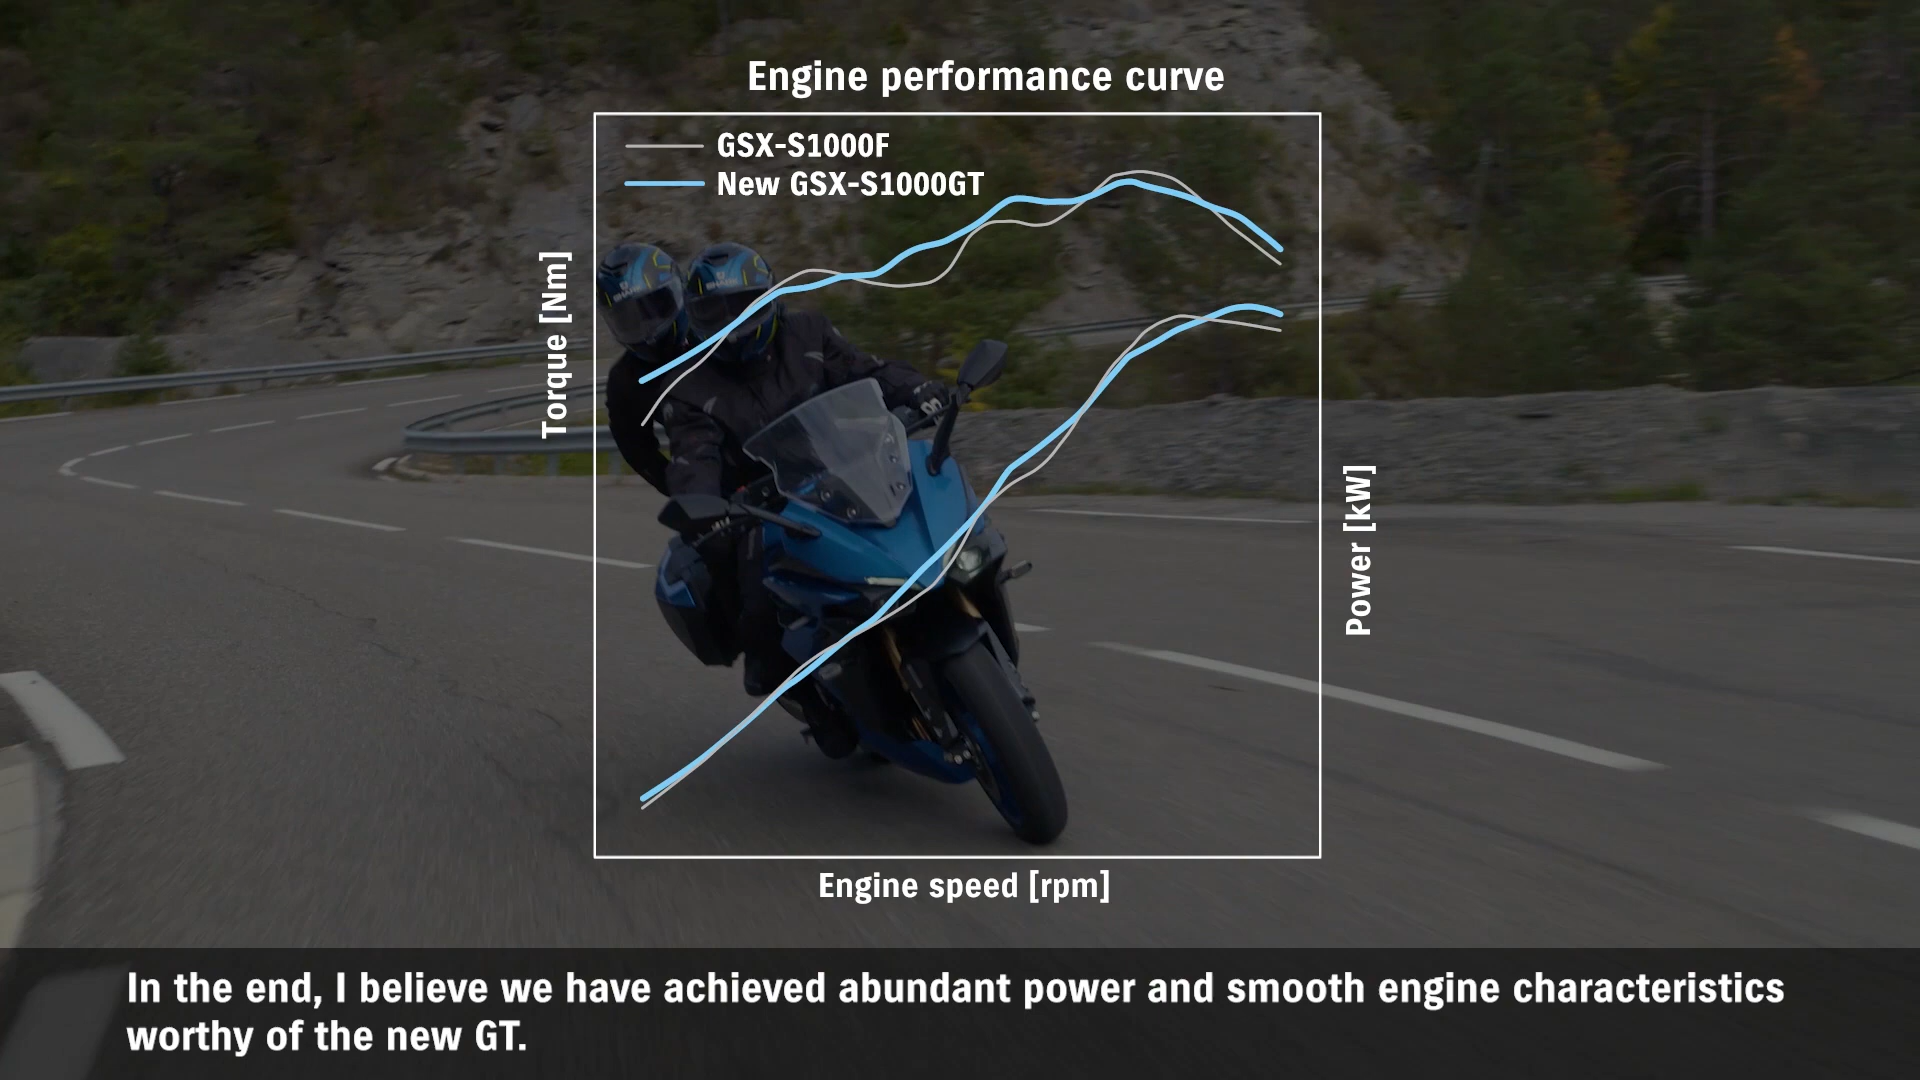 Engine performance curve
GSX-S1000F
New GSX-S1000GT
Torque [Nm]
Power [kW]
Engine speed [rpm]
In the end, I believe we have achieved abundant power and smooth engine characteristics
worthy of the new GT.